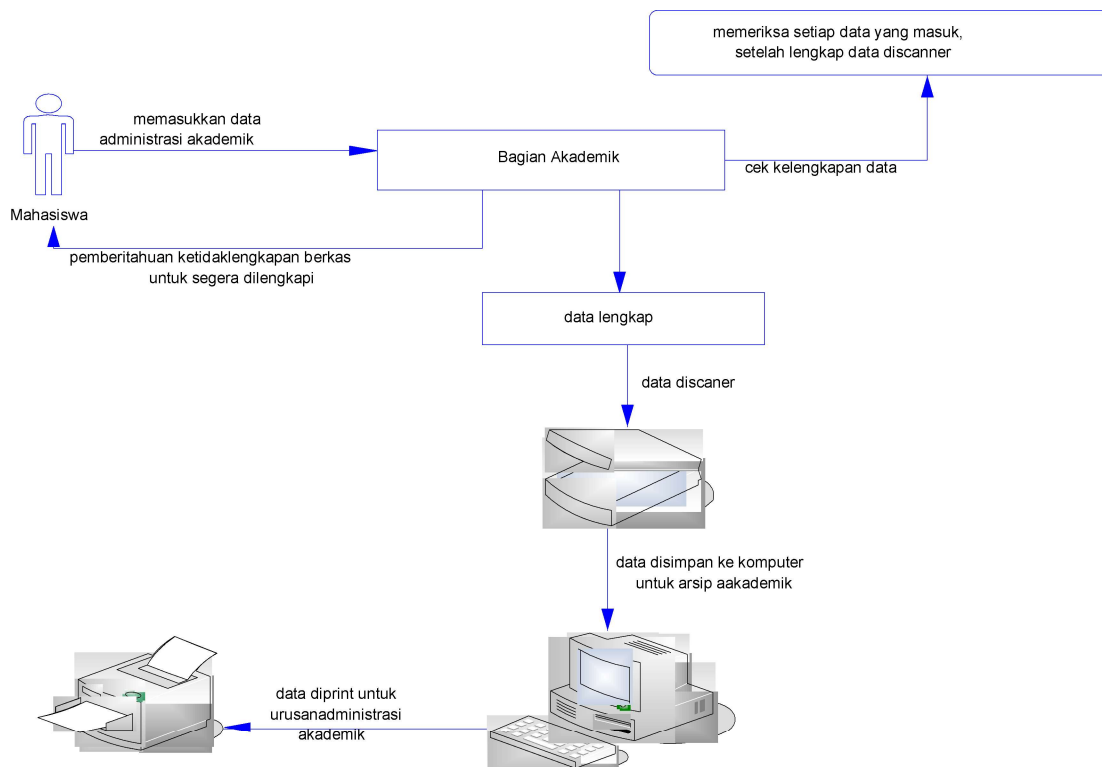 memeriksa setiap data yang masuk,
setelah lengkap data discanner
memasukkan data
administrasi akademik
Bagian Akademik
cek kelengkapan data
Mahasiswa
pemberitahuan ketidaklengkapan berkas
untuk segera dilengkapi
data lengkap
data discaner
data disimpan ke komputer
untuk arsip aakademik
data diprint untuk
urusanadministrasi
akademik